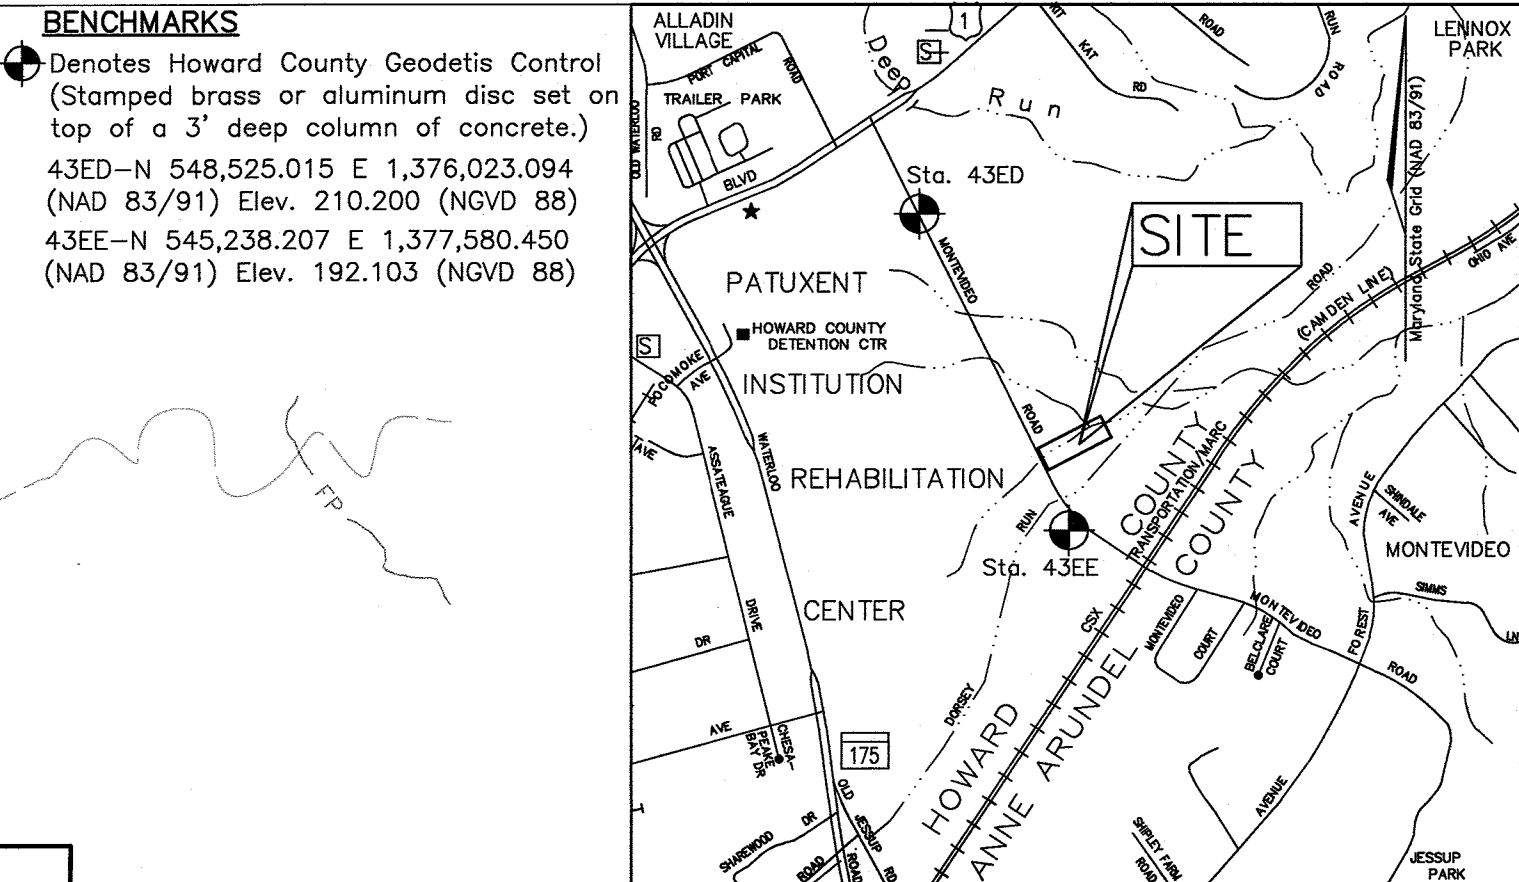 BENCHMARKS
Denotes Howard County Geodetis Control
(Stamped brass or aluminum disc set on
top of a 3' deep column of concrete.)
43ED-N 548,525.015 E 1,376,023.094
(NAD 83/91) Elev. 210.200 (NGVD 88)
43EE-N 545,238.207 E 1,377,580.450
(NAD 83/91) Elev. 192.103 (NGVD 88)
FP
ALLADIN
VILLAGE
PORT CAPITAL
ROAD
TRAILER PARK
OLD WATERLOO
RD
BLVD
S
1
Deep
Run
KIT
KAT
RD
ROAD
RUN
ROAD
LENNOX
PARK
Maryland State Grid (NAD 83/91)
Sta. 43ED
SITE
MONTEVIDEO
ROAD
ROAD
(CAMDEN LINE)
OHIO AVE
PATUXENT
HOWARD COUNTY
DETENTION CTR
INSTITUTION
S
POCOMOKE
AVE
TAVE
ASSATEAGUE
WATERLOO
REHABILITATION
RUN
Sta. 43EE
COUNTY
TRANSPORTATION/MARC
COUNTY
AVENUE
SHINDALE
AVE
MONTEVIDEO
SIMMS
LN
CENTER
DRIVE
DR
CSX
MONTEVIDEO
COURT
MONTEVIDEO
BELCLARE
COURT
FOREST
ROAD
DORSEY
HOWARD
ANNE ARUNDEL
AVE
CHESA-
PEAKE
BAY DR
175
OLD
JESSUP
RD
SHAREWOOD
DR
ROAD
ROAD
AVENUE
SHIPLEY FARM
ROAD
JESSUP
PARK